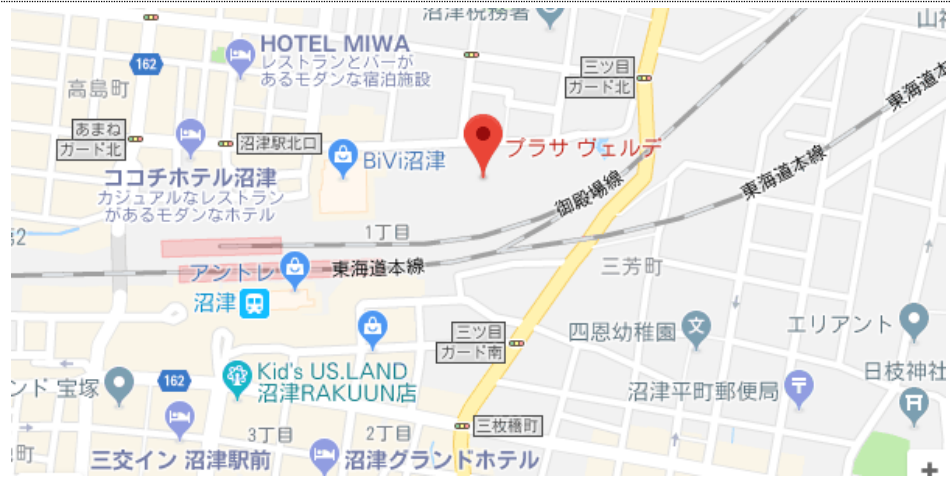 沼津税務署
HOTEL MIWA
レストランとバーが
あるモダンな宿泊施設
162
高島町
三ツ目
ガード北
東海道本
あまね
ガード北
沼津駅北口
BiVi沼津
プラサ ヴェルデ
ココチホテル沼津
カジュアルなレストラン
があるモダンなホテル
御殿場線
東海道本線
1丁目
2
アントレ
東海道本線
三芳町
沼津
三ツ目
ガード南
四恩幼稚園
エリアント
Kid's US.LAND
沼津RAKUUN店
ンド 宝塚
162
沼津平町郵便局
日枝神社
三枚橋町
3丁目
2丁目
町
三交イン 沼津駅前
沼津グランドホテル